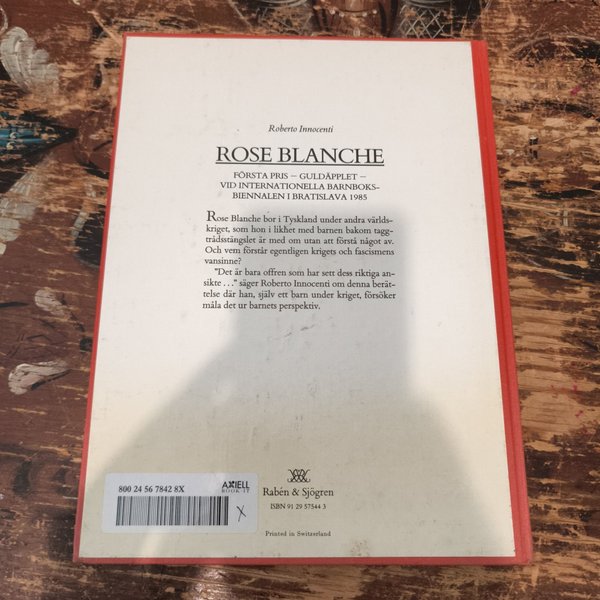 Roberto Innocenti
ROSE BLANCHE
FÖRSTA PRIS – GULDÄPPLET –
VID INTERNATIONELLA BARNBOKS-
BIENNALEN I BRATISLAVA 1985
Rose Blanche bor i Tyskland under andra världs-
kriget, som hon i likhet med barnen bakom tagg-
trådsstängslet är med om utan att förstå något av.
Och vem förstår egentligen krigets och fascismens
vansinne?
"Det är bara offren som har sett dess riktiga an-
sikte ..." säger Roberto Innocenti om denna berät-
telse där han, själv ett barn under kriget, försöker
måla det ur barnets perspektiv.
Rabén & Sjögren
ISBN 91 29 57544 3
Printed in Switzerland
800 24 56 7842 8X
AXIELL
BOOK-IT
X